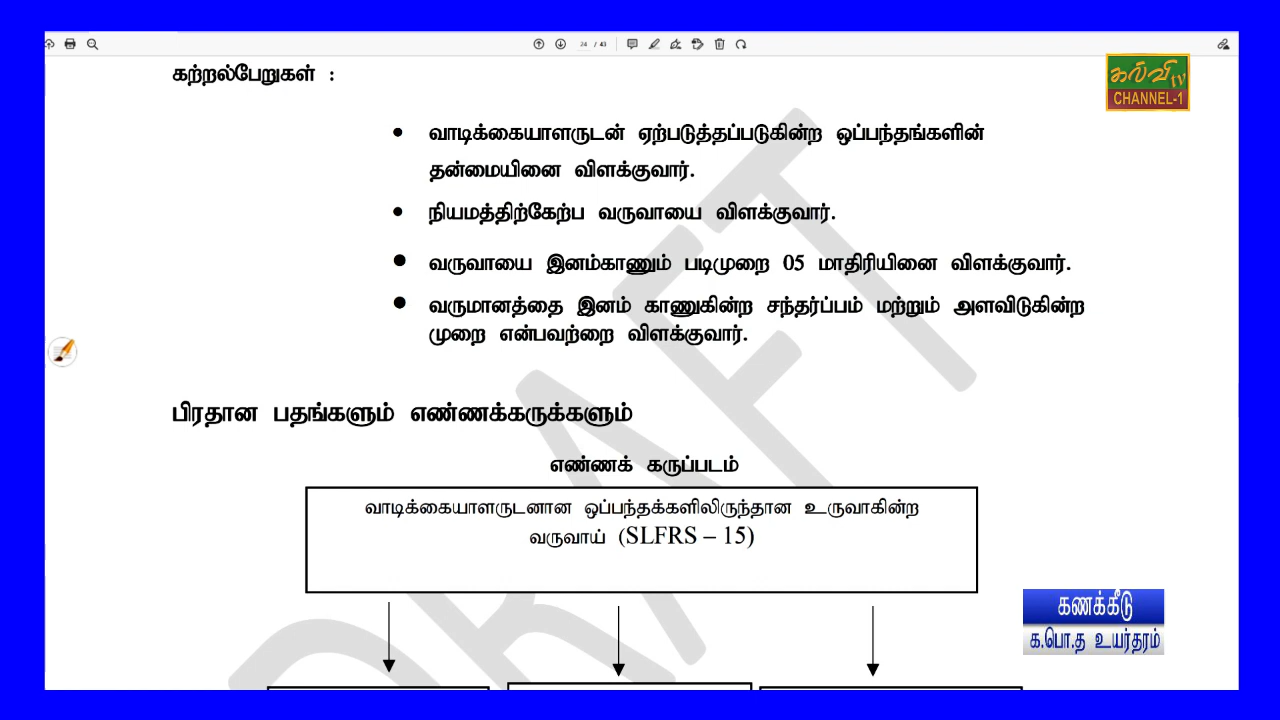 24 / 43
கற்றல்பேறுகள் :
கல்வி TV
CHANNEL-1
• வாடிக்கையாளருடன் ஏற்படுத்தப்படுகின்ற ஒப்பந்தங்களின்
தன்மையினை விளக்குவார்.
• நியமத்திற்கேற்ப வருவாயை விளக்குவார்.
• வருவாயை இனம்காணும் படிமுறை 05 மாதிரியினை விளக்குவார்.
• வருமானத்தை இனம் காணுகின்ற சந்தர்ப்பம் மற்றும் அளவிடுகின்ற
முறை என்பவற்றை விளக்குவார்.
பிரதான பதங்களும் எண்ணக்கருக்களும்
எண்ணக் கருப்படம்
வாடிக்கையாளருடனான ஒப்பந்தக்களிலிருந்தான உருவாகின்ற
வருவாய் (SLFRS – 15)
கணக்கீடு
க.பொ.த உயர்தரம்
DRAFT